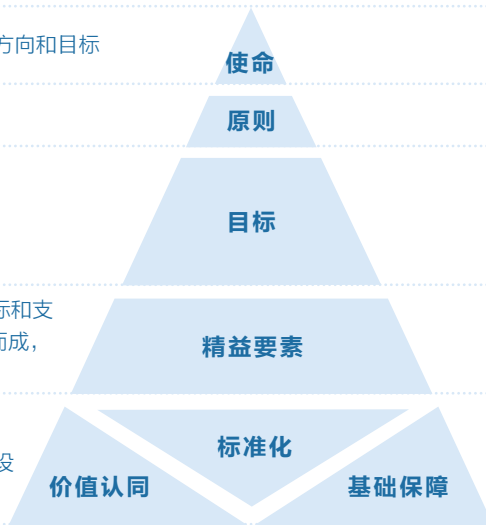 方向和目标
使命
原则
目标
标和支
而成，
精益要素
标准化
设
价值认同
基础保障